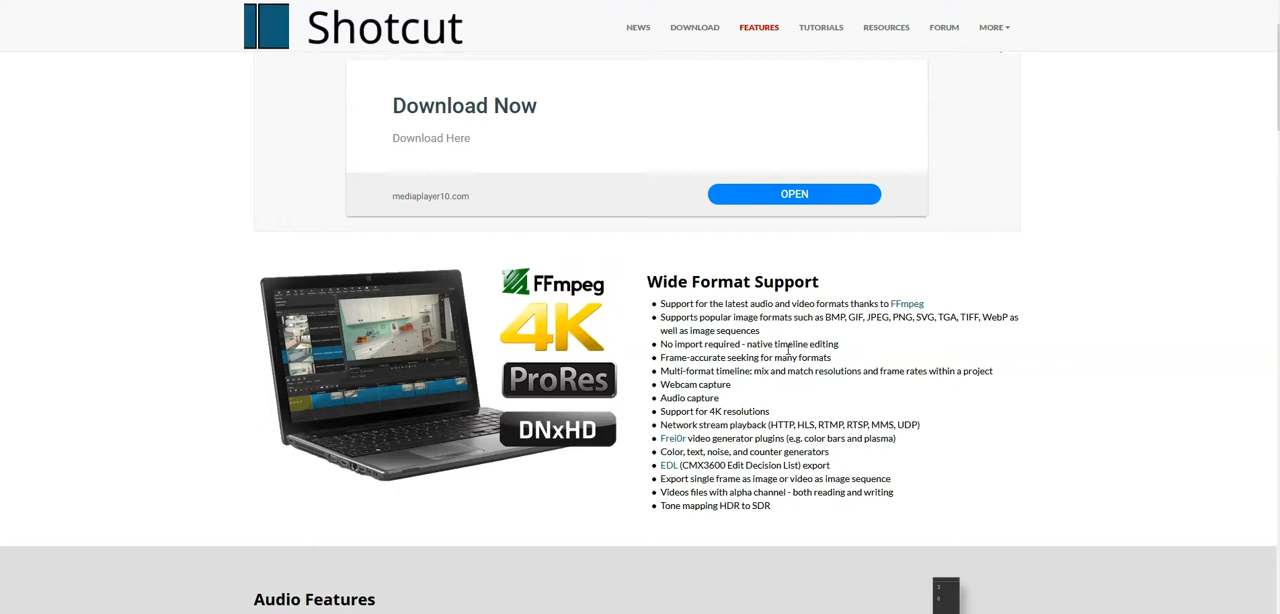 Shotcut
NEWS DOWNLOAD FEATURES TUTORIALS RESOURCES FORUM MORE
Download Now
Download Here
mediaplayer10.com
OPEN
FFmpeg
4K
ProRes
DNxHD
Wide Format Support
• Support for the latest audio and video formats thanks to FFmpeg
• Supports popular image formats such as BMP, GIF, JPEG, PNG, SVG, TGA, TIFF, WebP as
well as image sequences
• No import required - native timeline editing
• Frame-accurate seeking for many formats
• Multi-format timeline: mix and match resolutions and frame rates within a project
• Webcam capture
• Audio capture
• Support for 4K resolutions
• Network stream playback (HTTP, HLS, RTMP, RTSP, MMS, UDP)
• Frei0r video generator plugins (e.g. color bars and plasma)
• Color, text, noise, and counter generators
• EDL (CMX3600 Edit Decision List) export
• Export single frame as image or video as image sequence
• Videos files with alpha channel - both reading and writing
• Tone mapping HDR to SDR
Audio Features